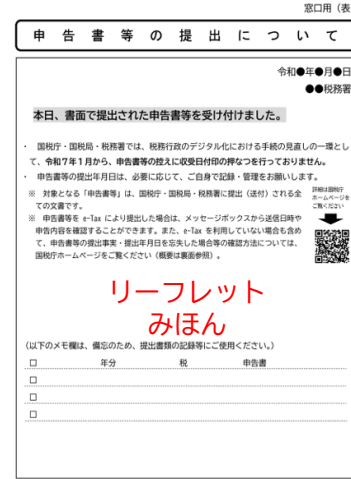 窓口用（表
申告書等の提出について
令和●年●月●日
●●税務署
本日、書面で提出された申告書等を受け付けました。
・ 国税庁・国税局・税務署では、税務行政のデジタル化における手続の見直しの一環とし
て、令和７年１月から、申告書等の控えに収受日付印の押なつを行っておりません。
・ 申告書等の提出年月日は、必要に応じて、ご自身で記録・管理をお願いします。
※ 対象となる「申告書等」は、国税庁・国税局・税務署に提出（送付）される全
ての文書です。
※ 申告書等を e-Tax により提出した場合は、メッセージボックスから送信日時や
申告内容を確認することができます。また、e-Tax を利用していない場合も含め
て、申告書等の提出事実・提出年月日を忘失した場合等の確認方法については、
国税庁ホームページをご覧ください（概要は裏面参照）。
詳細は国税庁
ホームページを
ご覧ください
リーフレット
みほん
（以下のメモ欄は、備忘のため、提出書類の記録等にご使用ください。）
□ 年分 税 申告書
□
□
□